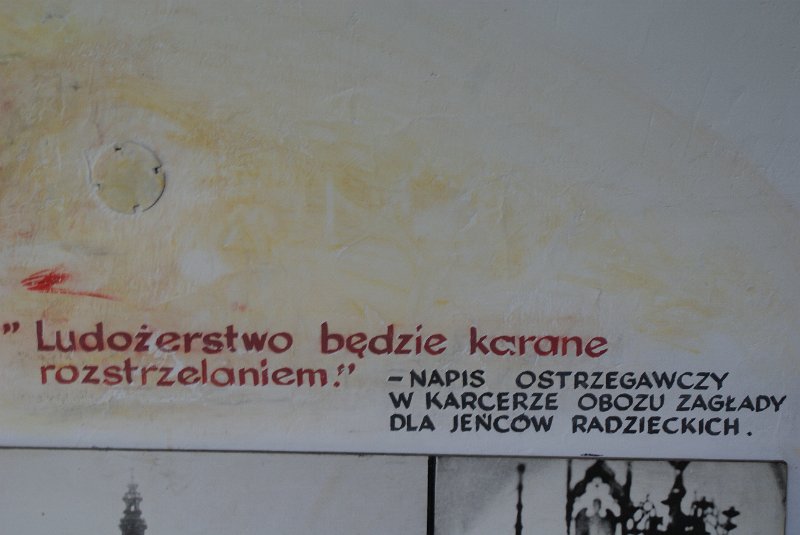 ” Ludożerstwo będzie karane
rozstrzelaniem.”
– NAPIS OSTRZEGAWCZY
W KARCERZE OBOZU ZAGŁADY
DLA JEŃCÓW RADZIECKICH.